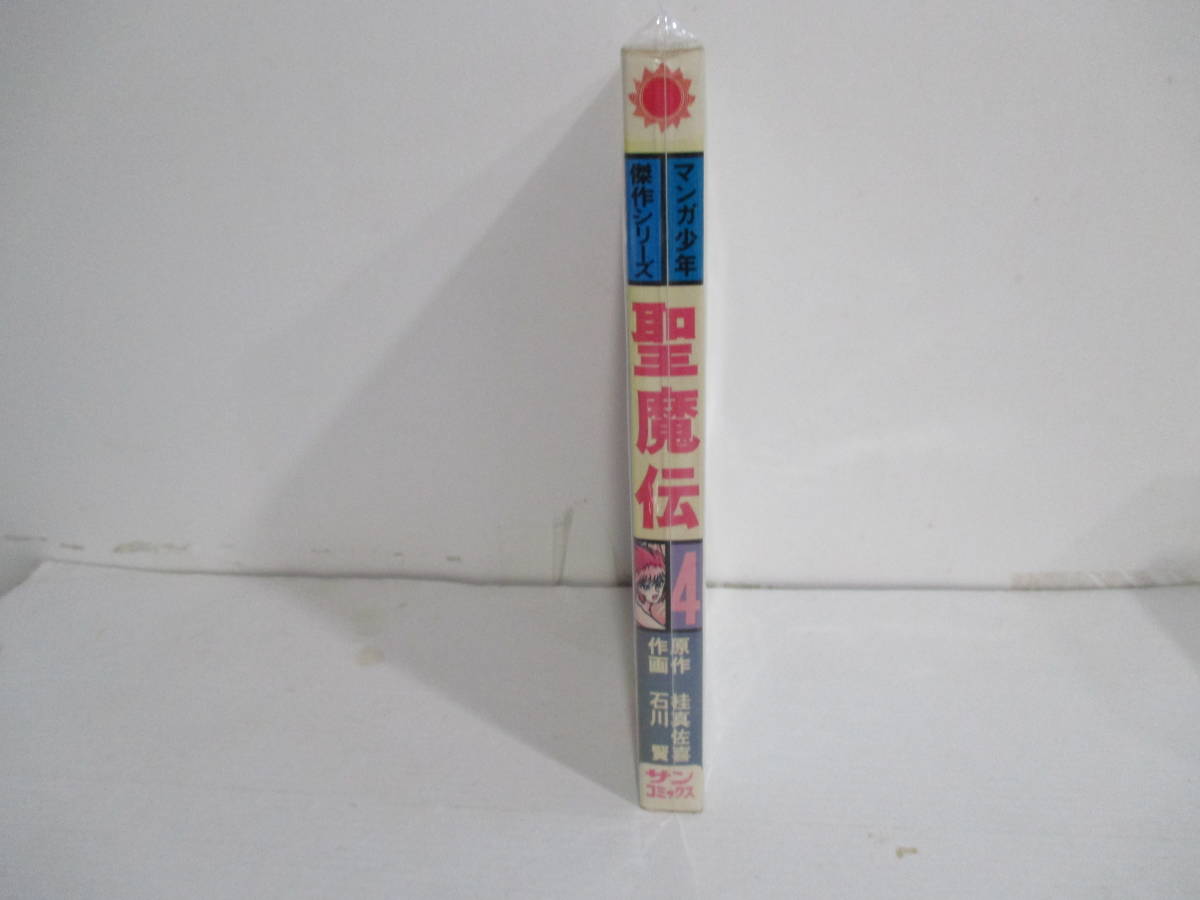 マンガ少年
傑作シリーズ
聖魔伝
4
原作 桂真佐喜
作画 石川 賢
サン
コミックス